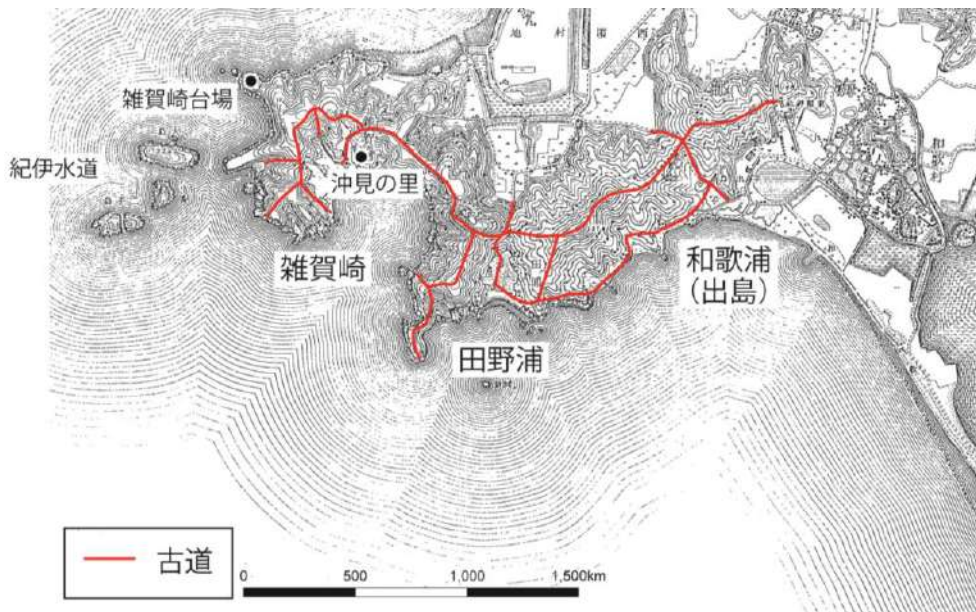 雑賀崎台場
紀伊水道
沖見の里
雑賀崎
和歌浦
（出島）
田野浦
古道
0 500 1,000 1,500km